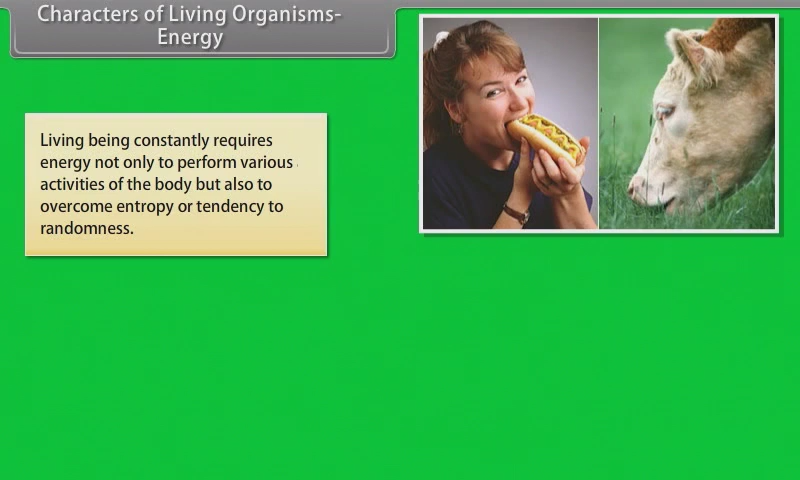 Characters of Living Organisms-
Energy
Living being constantly requires
energy not only to perform various
activities of the body but also to
overcome entropy or tendency to
randomness.